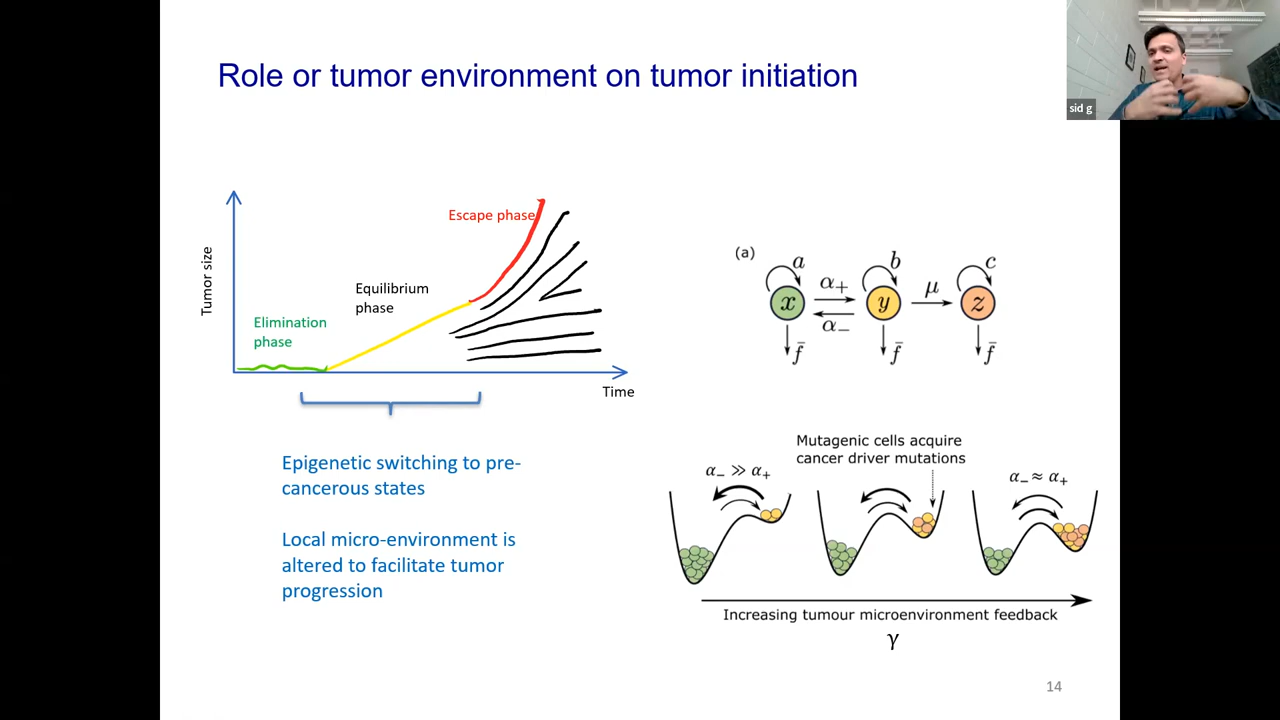 Role or tumor environment on tumor initiation
sid g
Tumor size
Escape phase
Equilibrium
phase
Elimination
phase
Time
Epigenetic switching to pre-
cancerous states
Local micro-environment is
altered to facilitate tumor
progression
(a)
a
b
c
x
α+
α−
y
μ
z
f̄
f̄
f̄
Mutagenic cells acquire
cancer driver mutations
α− ≫ α+
α− ≈ α+
Increasing tumour microenvironment feedback
γ
14